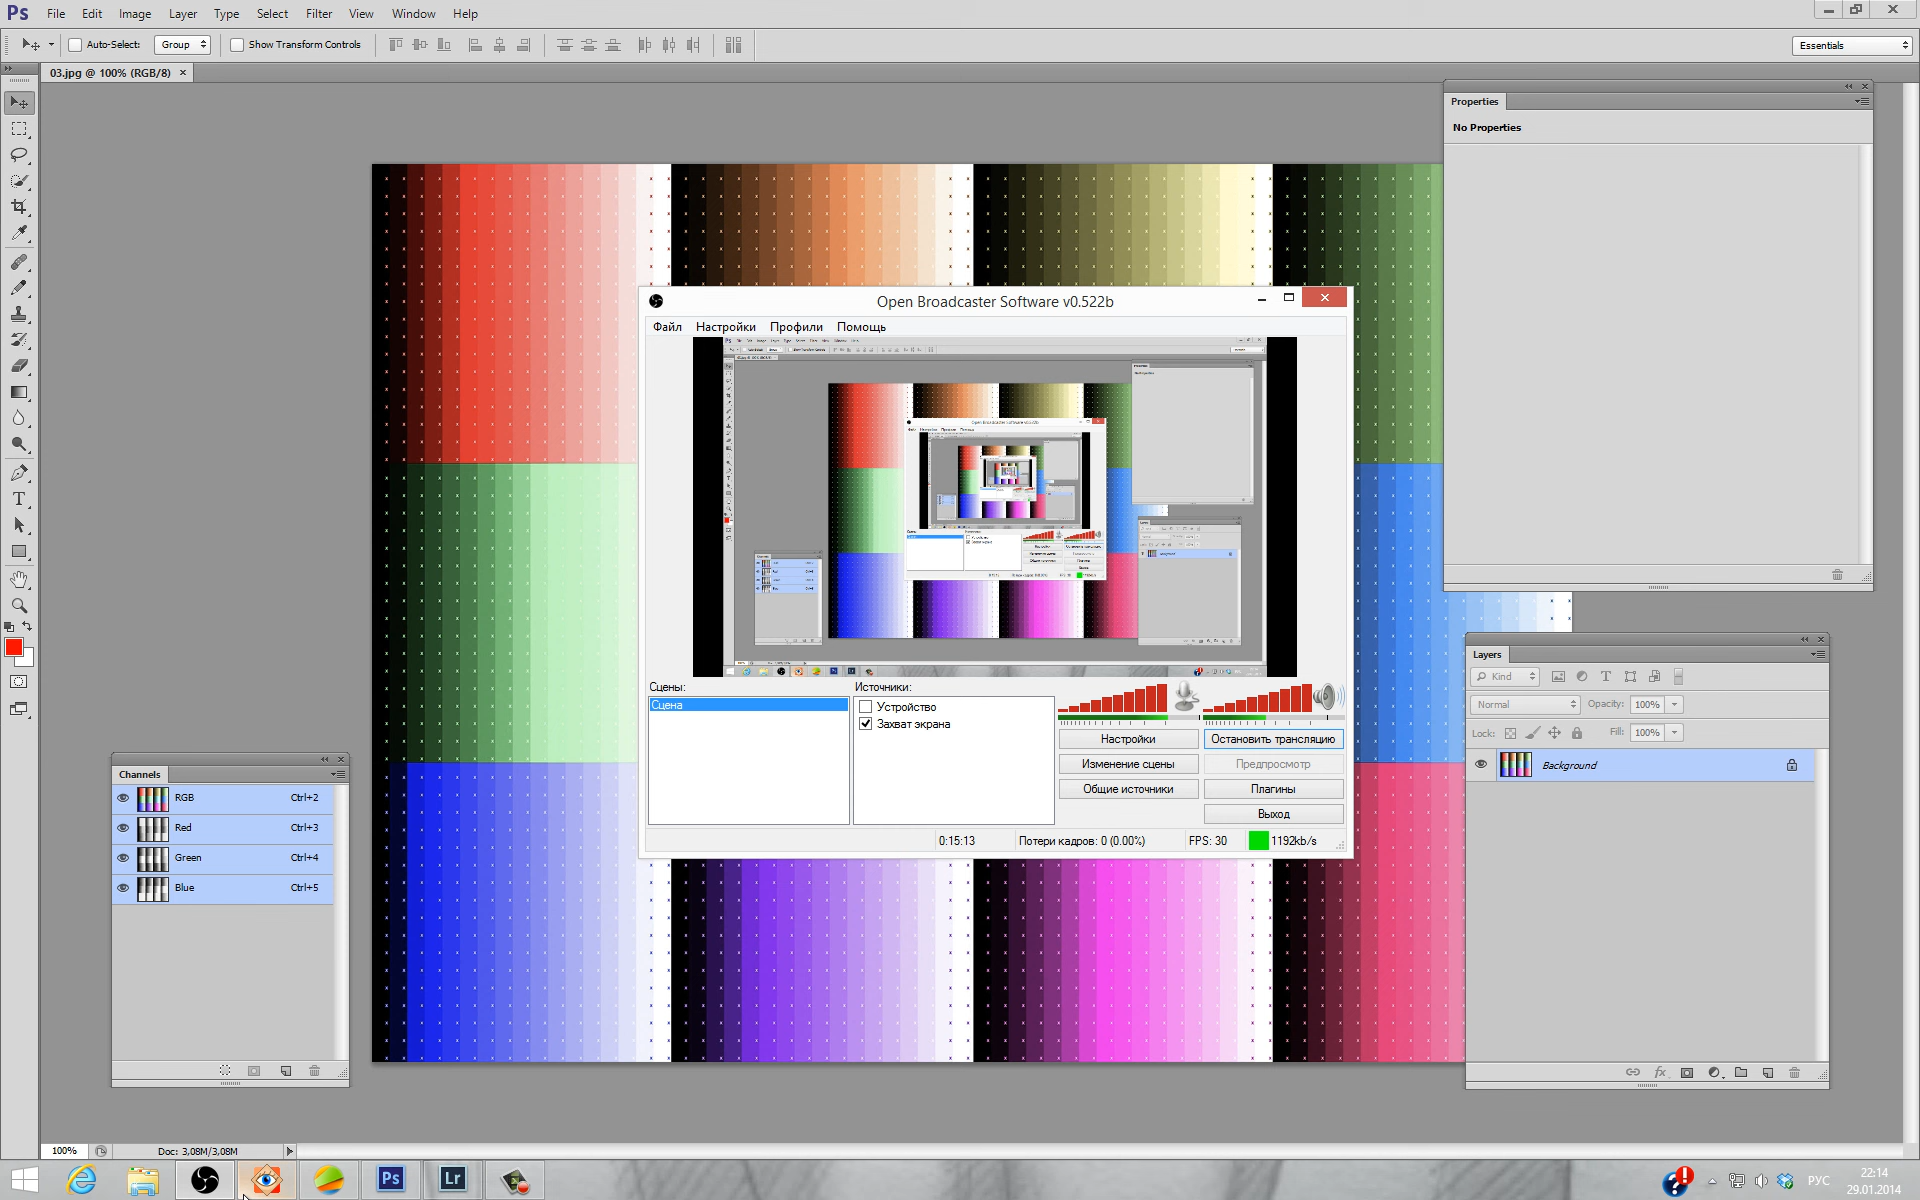 Ps File Edit Image Layer Type Select Filter View Window Help
Auto-Select: Group Show Transform Controls Essentials
03.jpg @ 100% (RGB/8) ×
Properties
No Properties
Open Broadcaster Software v0.522b
Файл Настройки Профили Помощь
Сцены: Источники:
Сцена
Устройство
Захват экрана
Настройки Остановить трансляцию
Изменение сцены Предпросмотр
Общие источники Плагины
Выход
0:15:13 Потери кадров: 0 (0.00%) FPS: 30 1192kb/s
Layers
Kind
Normal Opacity: 100%
Lock: Fill: 100%
Background
Channels
RGB Ctrl+2
Red Ctrl+3
Green Ctrl+4
Blue Ctrl+5
100% Doc: 3,08M/3,08M
Ps Lr РУС 22:14
29.01.2014